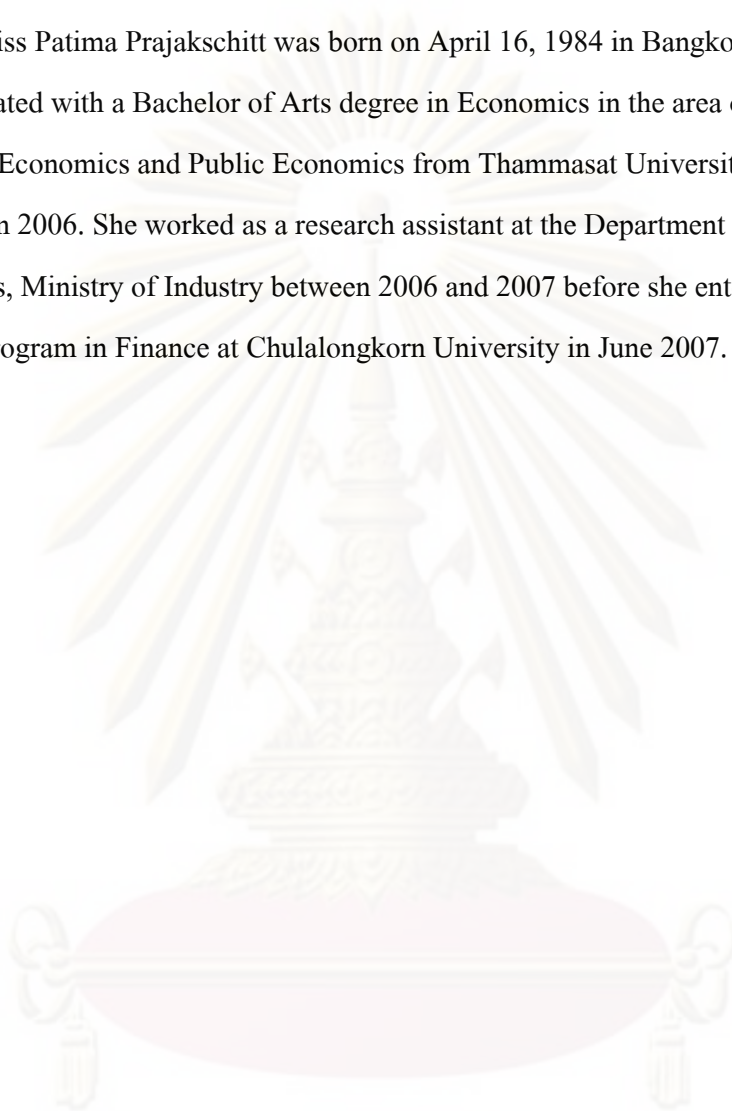 iss Patima Prajakschitt was born on April 16, 1984 in Bangko
ated with a Bachelor of Arts degree in Economics in the area
Economics and Public Economics from Thammasat Universit
n 2006. She worked as a research assistant at the Department
s, Ministry of Industry between 2006 and 2007 before she ent
rogram in Finance at Chulalongkorn University in June 2007.